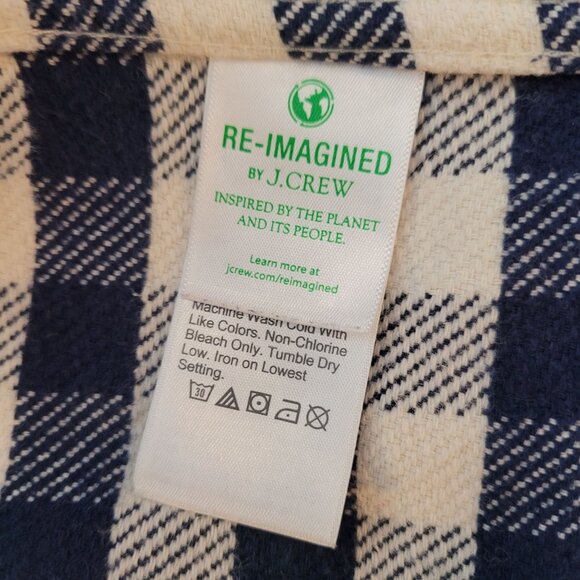 RE-IMAGINED
BY J.CREW
INSPIRED BY THE PLANET
AND ITS PEOPLE.
Learn more at
jcrew.com/reimagined
Machine Wash Cold With
Like Colors. Non-Chlorine
Bleach Only. Tumble Dry
Low. Iron on Lowest
Setting.
30